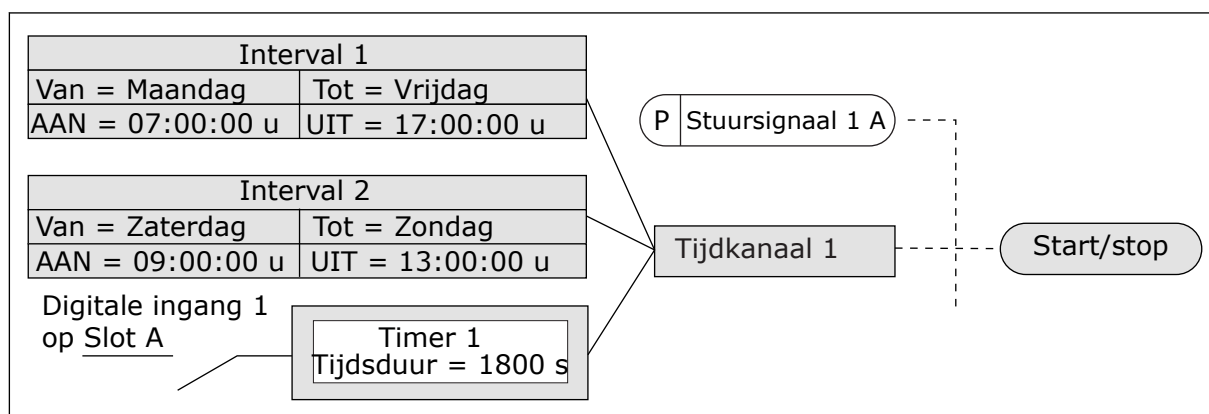 Interval 1
Van = Maandag Tot = Vrijdag
AAN = 07:00:00 u UIT = 17:00:00 u
P Stuursignaal 1 A
Interval 2
Van = Zaterdag Tot = Zondag
AAN = 09:00:00 u UIT = 13:00:00 u
Tijdkanaal 1
Start/stop
Digitale ingang 1
op Slot A
Timer 1
Tijdsduur = 1800 s